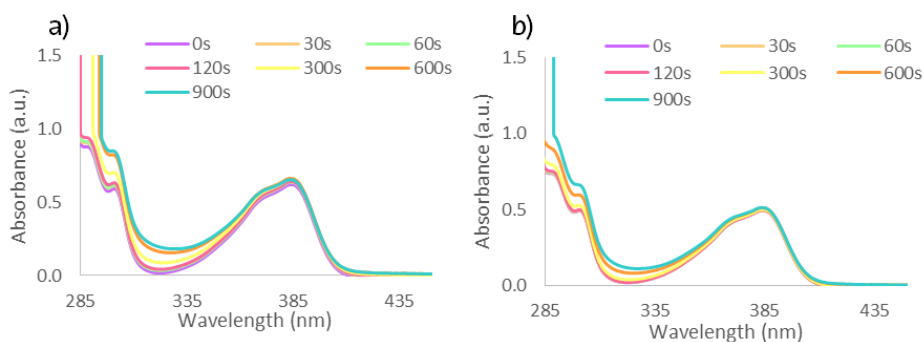 a)
0s 30s 60s
120s 300s 600s
900s
1.5
1.0
0.5
0.0
Absorbance (a.u.)
285 335 385 435
Wavelength (nm)
b)
0s 30s 60s
120s 300s 600s
900s
1.5
1.0
0.5
0.0
Absorbance (a.u.)
285 335 385 435
Wavelength (nm)